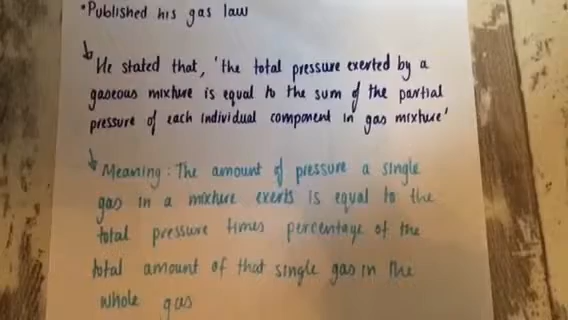 •Published his gas law
He stated that, 'the total pressure exerted by a
gaseous mixture is equal to the sum of the partial
pressure of each individual component in gas mixture'
Meaning: The amount of pressure a single
gas in a mixture exerts is equal to the
total pressure times percentage of the
total amount of that single gas in the
whole gas